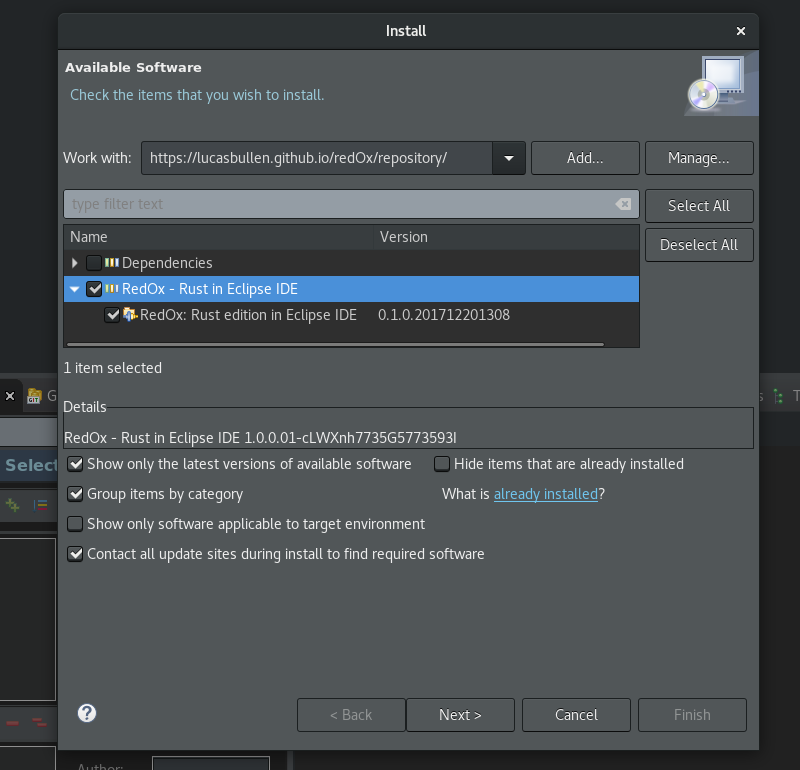 Install
Available Software
Check the items that you wish to install.
Work with: https://lucasbullen.github.io/redOx/repository/ Add... Manage...
type filter text
Select All
Name Version
Deselect All
Dependencies
RedOx - Rust in Eclipse IDE
RedOx: Rust edition in Eclipse IDE 0.1.0.201712201308
1 item selected
Details
RedOx - Rust in Eclipse IDE 1.0.0.01-cLWXnh7735G5773593I
Show only the latest versions of available software Hide items that are already installed
Group items by category What is already installed?
Show only software applicable to target environment
Contact all update sites during install to find required software
< Back Next > Cancel Finish
GIT G
Select
Author: